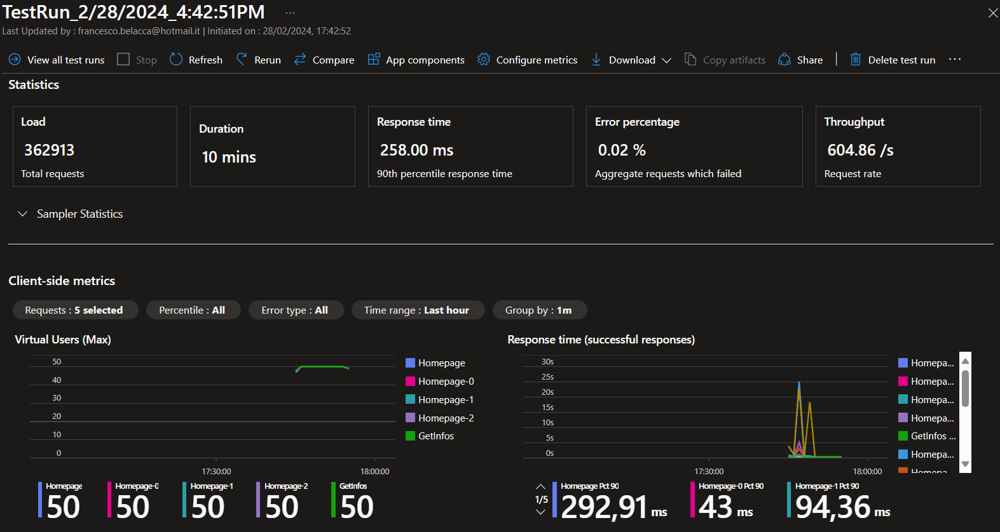 TestRun_2/28/2024_4:42:51PM ...
Last Updated by : francesco.belacca@hotmail.it | Initiated on : 28/02/2024, 17:42:52
View all test runs Stop Refresh Rerun Compare App components Configure metrics Download Copy artifacts Share | Delete test run ...
Statistics
Load
362913
Total requests
Duration
10 mins
Response time
258.00 ms
90th percentile response time
Error percentage
0.02 %
Aggregate requests which failed
Throughput
604.86 /s
Request rate
Sampler Statistics
Client-side metrics
Requests : 5 selected Percentile : All Error type : All Time range : Last hour Group by : 1m
Virtual Users (Max)
50
40
30
20
10
0
17:30:00 18:00:00
Homepage
Homepage-0
Homepage-1
Homepage-2
GetInfos
Homepage
50
Homepage-0
50
Homepage-1
50
Homepage-2
50
GetInfos
50
Response time (successful responses)
30s
25s
20s
15s
10s
5s
0s
17:30:00 18:00:00
Homepa...
Homepa...
Homepa...
Homepa...
GetInfos ...
Homepa...
Homepa...
1/5
Homepage Pct 90
292,91 ms
Homepage-0 Pct 90
43 ms
Homepage-1 Pct 90
94,36 ms